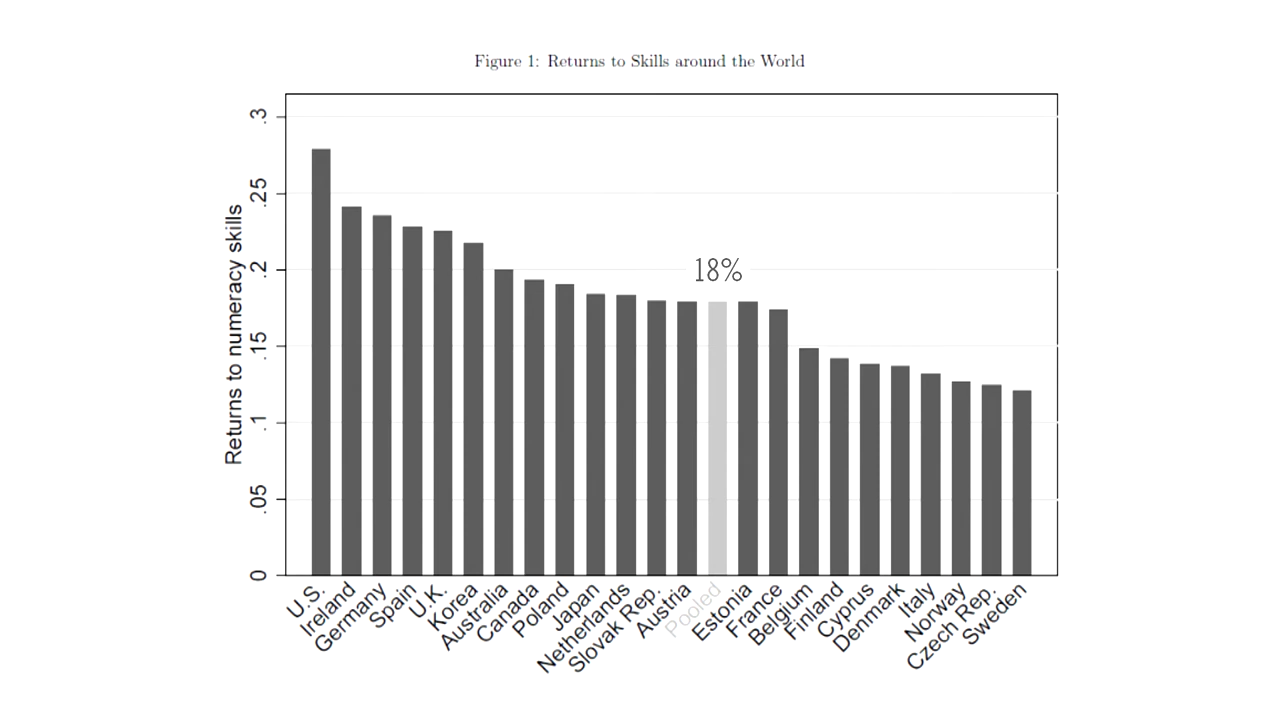 Figure 1: Returns to Skills around the World
Returns to numeracy skills
.3
.25
.2
.15
.1
.05
0
18%
U.S.
Ireland
Germany
Spain
U.K.
Korea
Australia
Canada
Poland
Japan
Netherlands
Slovak Rep.
Austria
Pooled
Estonia
France
Belgium
Finland
Cyprus
Denmark
Italy
Norway
Czech Rep.
Sweden